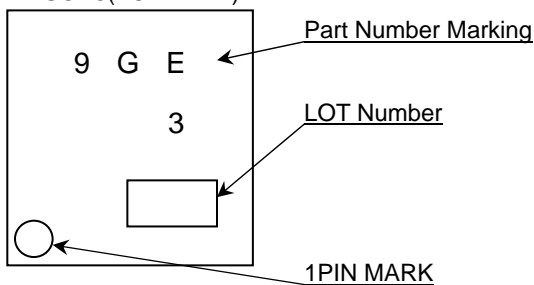 Part Number Marking
9 G E
LOT Number
3
1PIN MARK